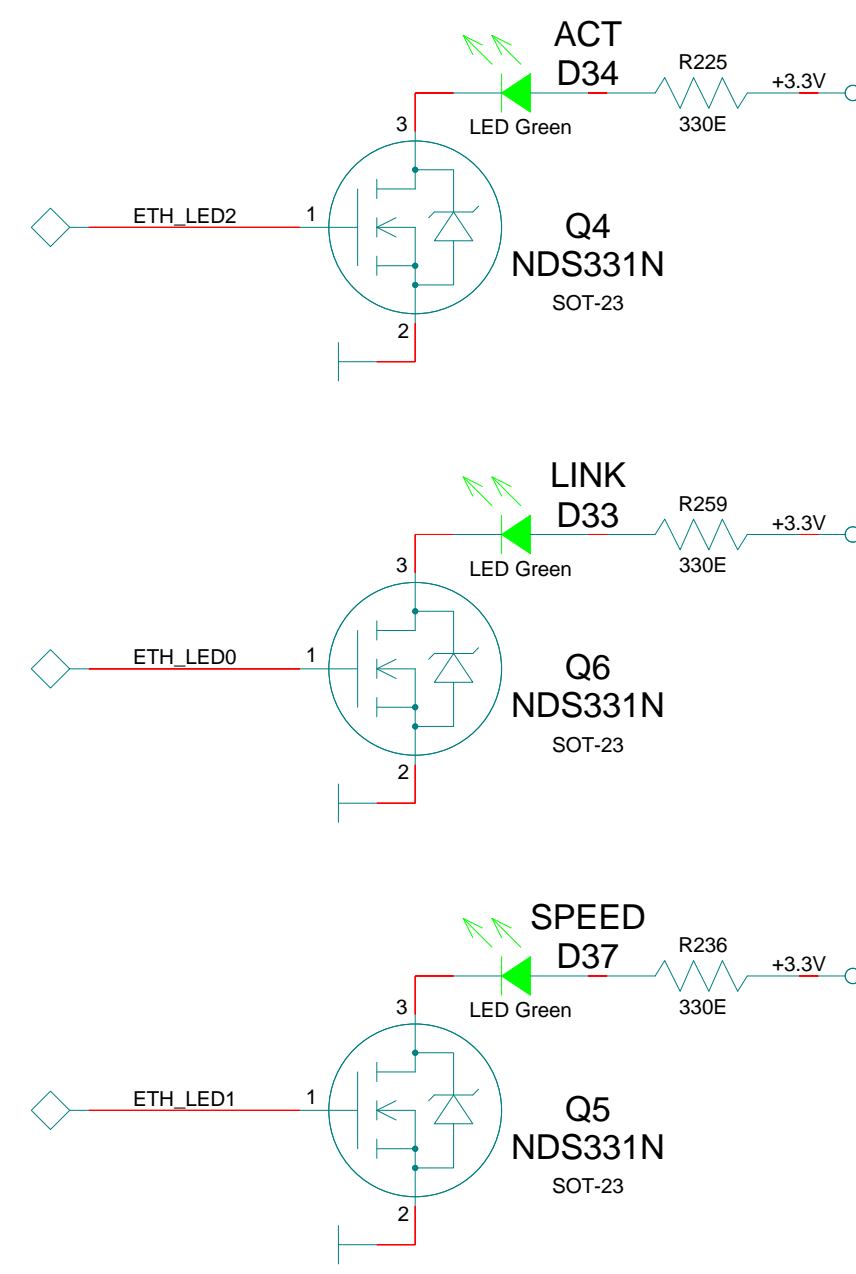 ACT
D34
R225
+3.3V
330E
LED Green
3
ETH_LED2
1
Q4
NDS331N
SOT-23
2
LINK
D33
R259
+3.3V
330E
LED Green
3
ETH_LED0
1
Q6
NDS331N
SOT-23
2
SPEED
D37
R236
+3.3V
330E
LED Green
3
ETH_LED1
1
Q5
NDS331N
SOT-23
2